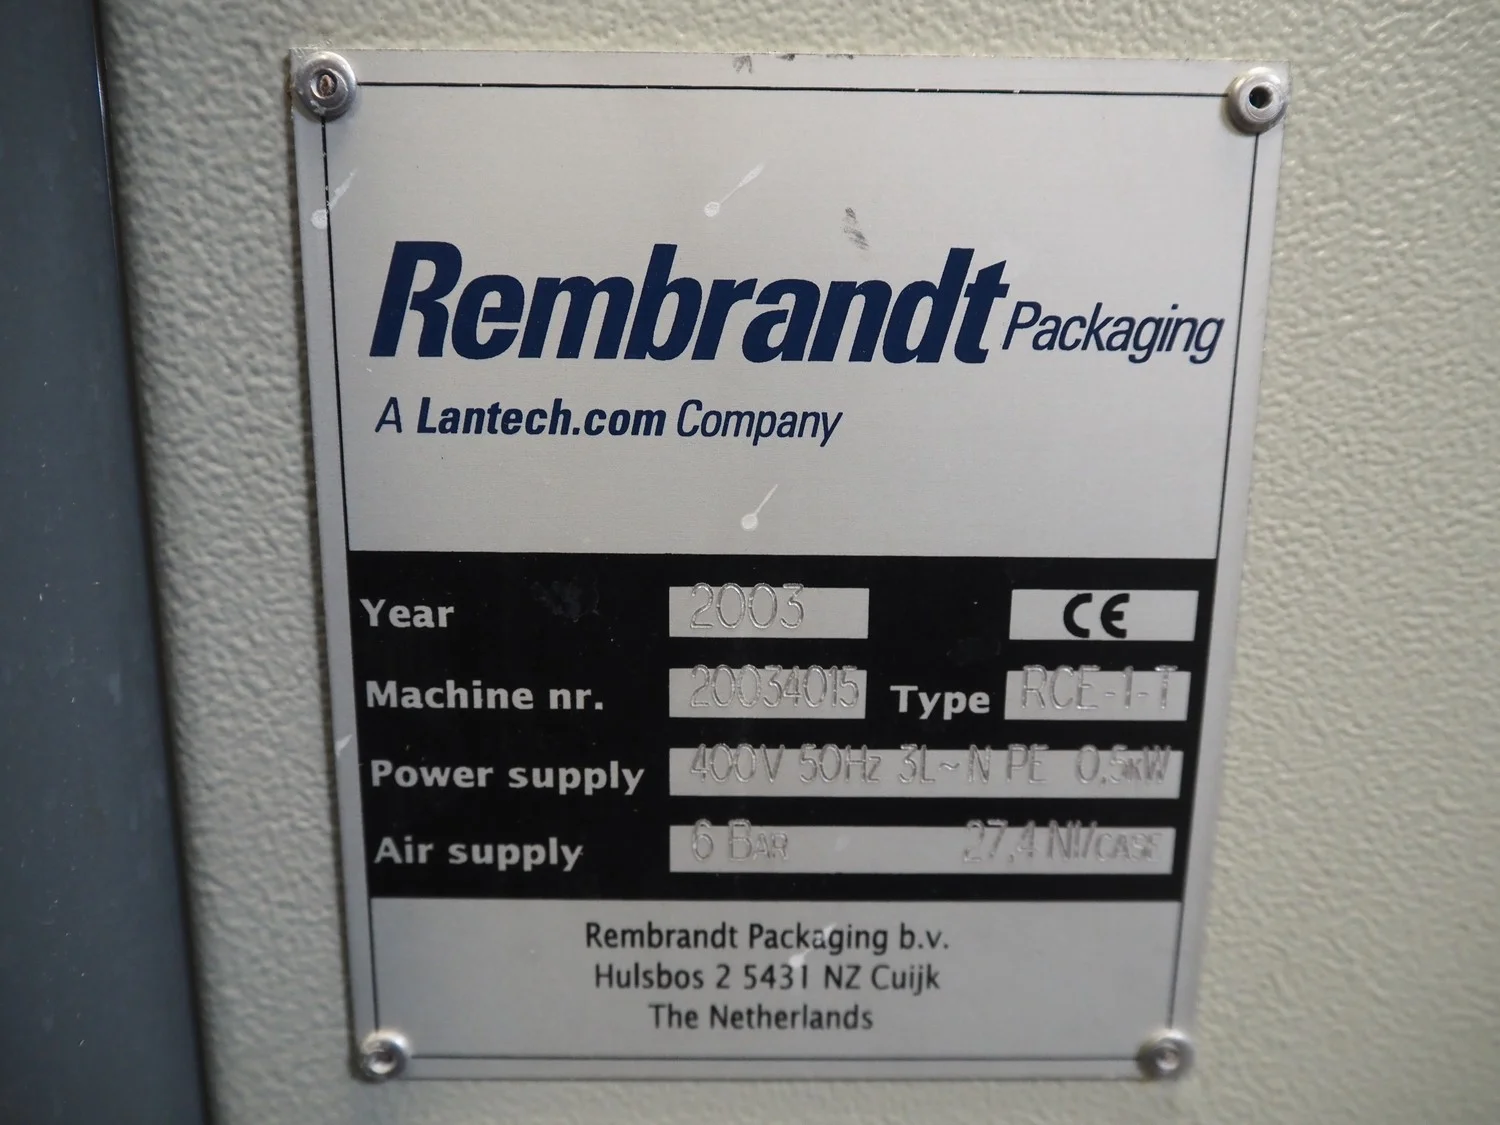 Rembrandt Packaging
A Lantech.com Company
Year 2003 CE
Machine nr. 20034015 Type RCE-1-T
Power supply 400V 50Hz 3L~N PE 0,5kW
Air supply 6 BAR 27,4 Nl/CASE
Rembrandt Packaging b.v.
Hulsbos 2 5431 NZ Cuijk
The Netherlands